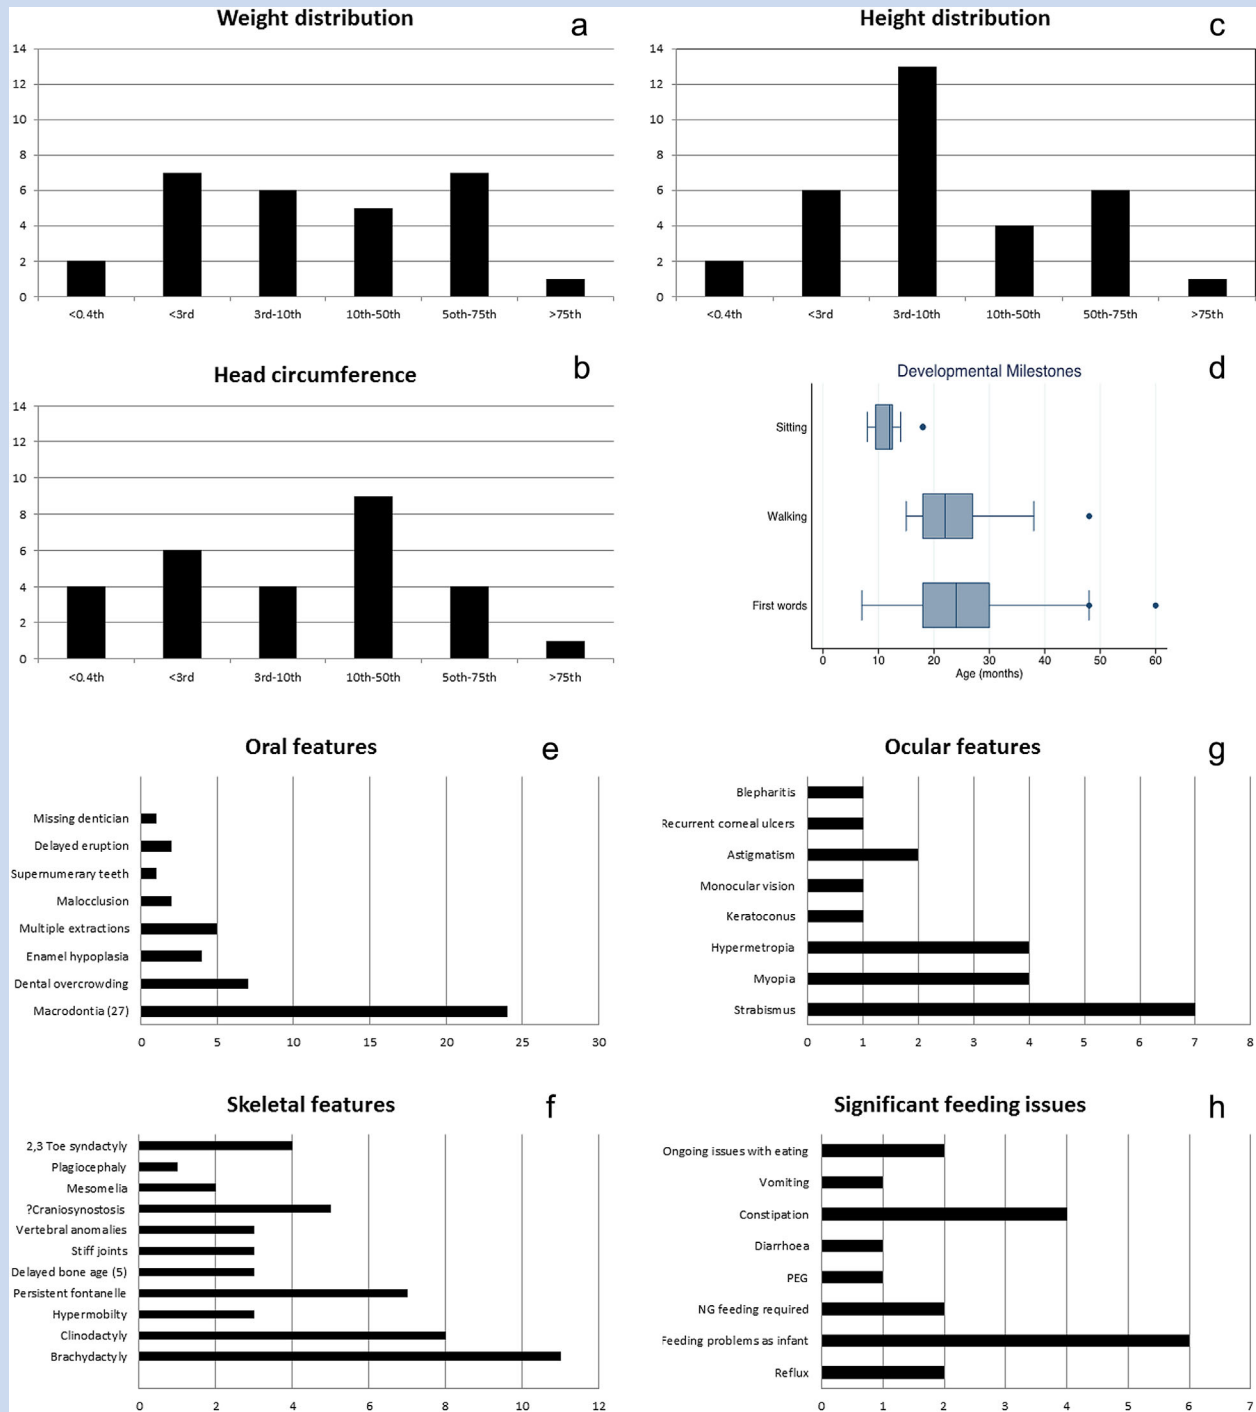 Weight distribution
a
14
12
10
8
6
4
2
0
<0.4th <3rd 3rd-10th 10th-50th 5oth-75th >75th
Height distribution
c
14
12
10
8
6
4
2
0
<0.4th <3rd 3rd-10th 10th-50th 50th-75th >75th
Head circumference
b
14
12
10
8
6
4
2
0
<0.4th <3rd 3rd-10th 10th-50th 5oth-75th >75th
Developmental Milestones
d
Sitting
Walking
First words
0 10 20 30 40 50 60
Age (months)
Oral features
e
Missing dentician
Delayed eruption
Supernumerary teeth
Malocclusion
Multiple extractions
Enamel hypoplasia
Dental overcrowding
Macrodontia (27)
0 5 10 15 20 25 30
Ocular features
g
Blepharitis
Recurrent corneal ulcers
Astigmatism
Monocular vision
Keratoconus
Hypermetropia
Myopia
Strabismus
0 1 2 3 4 5 6 7 8
Skeletal features
f
2,3 Toe syndactyly
Plagiocephaly
Mesomelia
?Craniosynostosis
Vertebral anomalies
Stiff joints
Delayed bone age (5)
Persistent fontanelle
Hypermobilty
Clinodactyly
Brachydactyly
0 2 4 6 8 10 12
Significant feeding issues
h
Ongoing issues with eating
Vomiting
Constipation
Diarrhoea
PEG
NG feeding required
Feeding problems as infant
Reflux
0 1 2 3 4 5 6 7